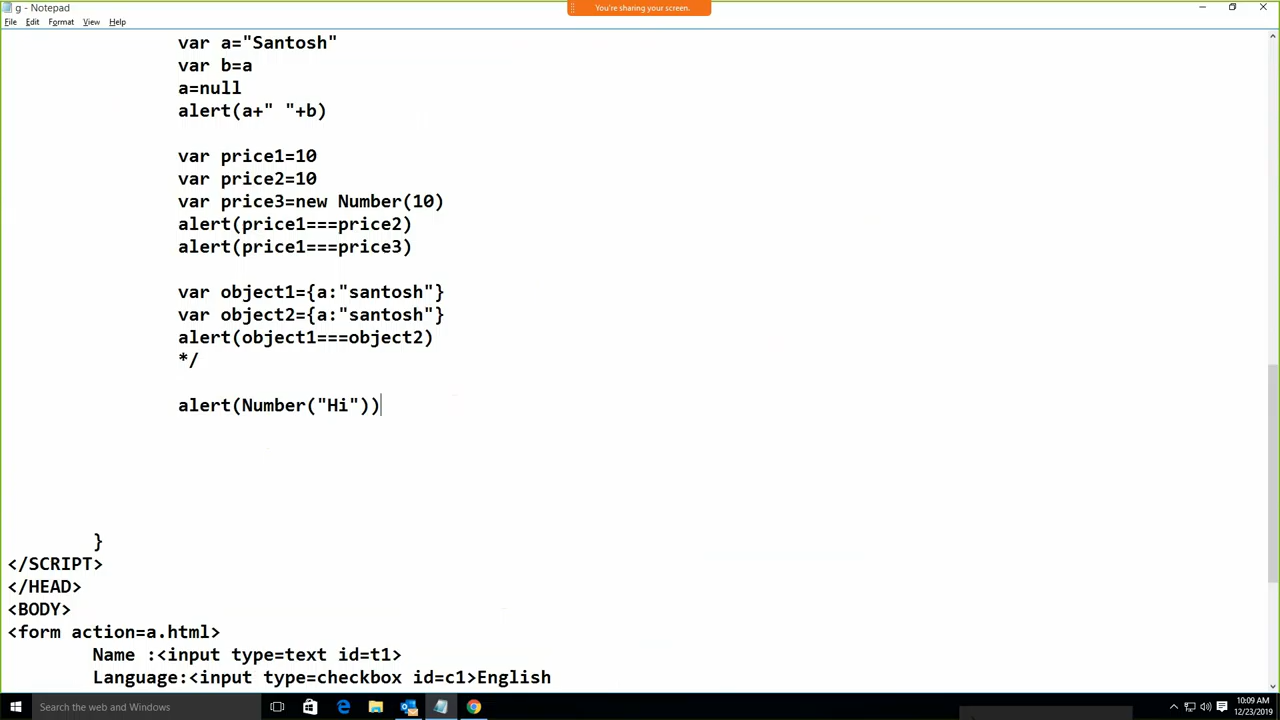 g - Notepad
You're sharing your screen.
File Edit Format View Help
var a="Santosh"
var b=a
a=null
alert(a+" "+b)
var price1=10
var price2=10
var price3=new Number(10)
alert(price1===price2)
alert(price1===price3)
var object1={a:"santosh"}
var object2={a:"santosh"}
alert(object1===object2)
*/
alert(Number("Hi"))
}
</SCRIPT>
</HEAD>
<BODY>
<form action=a.html>
Name :<input type=text id=t1>
Language:<input type=checkbox id=c1>English
Search the web and Windows
10:09 AM
12/23/2019